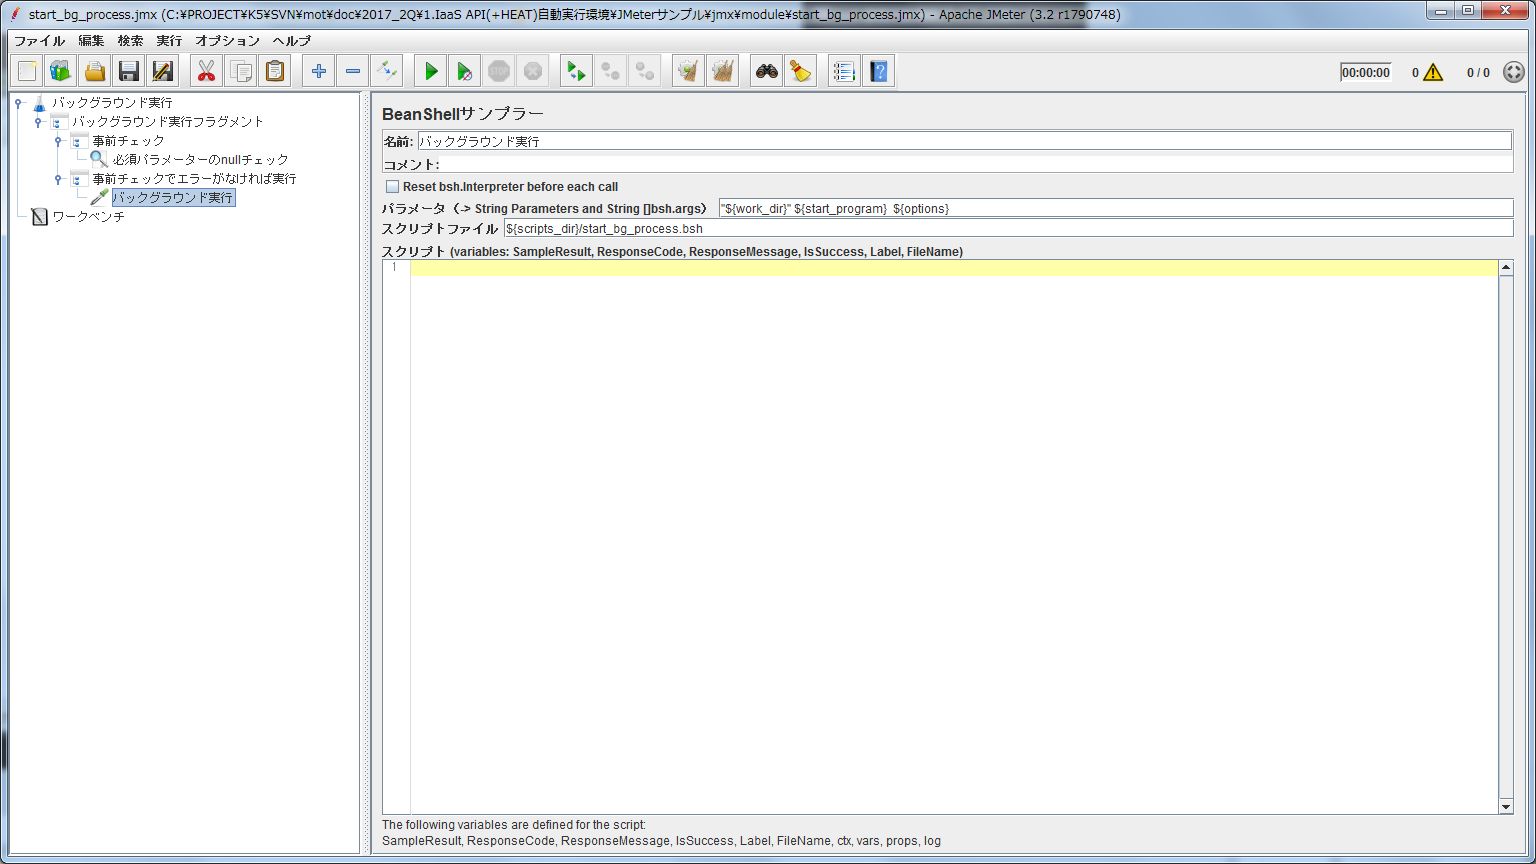 start_bg_process.jmx (C:¥PROJECT¥K5¥SVN¥mot¥doc¥2017_2Q¥1.IaaS API(+HEAT)自動実行環境¥JMeterサンプル¥jmx¥module¥start_bg_process.jmx) - Apache JMeter (3.2 r1790748)
ファイル 編集 検索 実行 オプション ヘルプ
STOP 00:00:00 0 0 / 0
バックグラウンド実行
バックグラウンド実行フラグメント
事前チェック
必須パラメーターのnullチェック
事前チェックでエラーがなければ実行
バックグラウンド実行
ワークベンチ
BeanShellサンプラー
名前: バックグラウンド実行
コメント:
Reset bsh.Interpreter before each call
パラメータ (-> String Parameters and String []bsh.args) "${work_dir}" ${start_program} ${options}
スクリプトファイル ${scripts_dir}/start_bg_process.bsh
スクリプト (variables: SampleResult, ResponseCode, ResponseMessage, IsSuccess, Label, FileName)
1
The following variables are defined for the script:
SampleResult, ResponseCode, ResponseMessage, IsSuccess, Label, FileName, ctx, vars, props, log